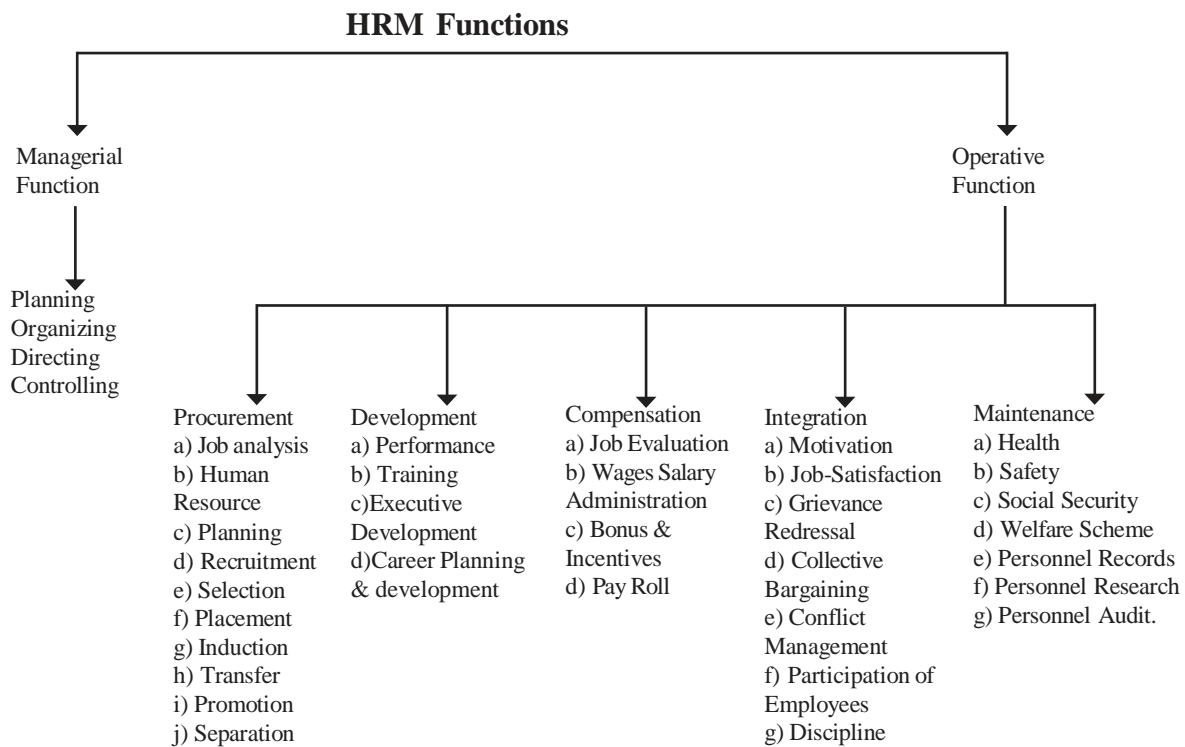 HRM Functions
Managerial
Function
Operative
Function
Planning
Organizing
Directing
Controlling
Procurement
a) Job analysis
b) Human
Resource
c) Planning
d) Recruitment
e) Selection
f) Placement
g) Induction
h) Transfer
i) Promotion
j) Separation
Development
a) Performance
b) Training
c)Executive
Development
d)Career Planning
& development
Compensation
a) Job Evaluation
b) Wages Salary
Administration
c) Bonus &
Incentives
d) Pay Roll
Integration
a) Motivation
b) Job-Satisfaction
c) Grievance
Redressal
d) Collective
Bargaining
e) Conflict
Management
f) Participation of
Employees
g) Discipline
Maintenance
a) Health
b) Safety
c) Social Security
d) Welfare Scheme
e) Personnel Records
f) Personnel Research
g) Personnel Audit.